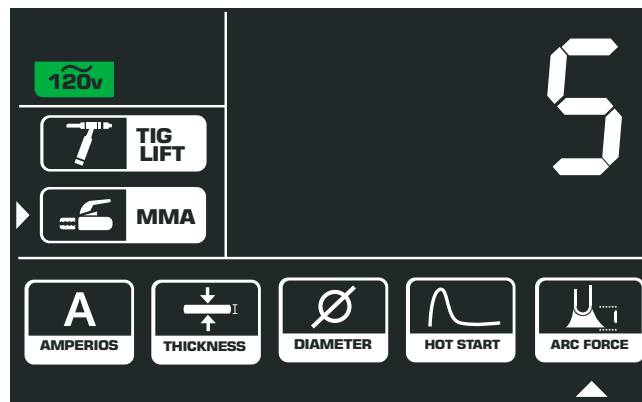 5
120v
TIG
LIFT
MMA
A
AMPERIOS
THICKNESS
DIAMETER
HOT START
ARC FORCE